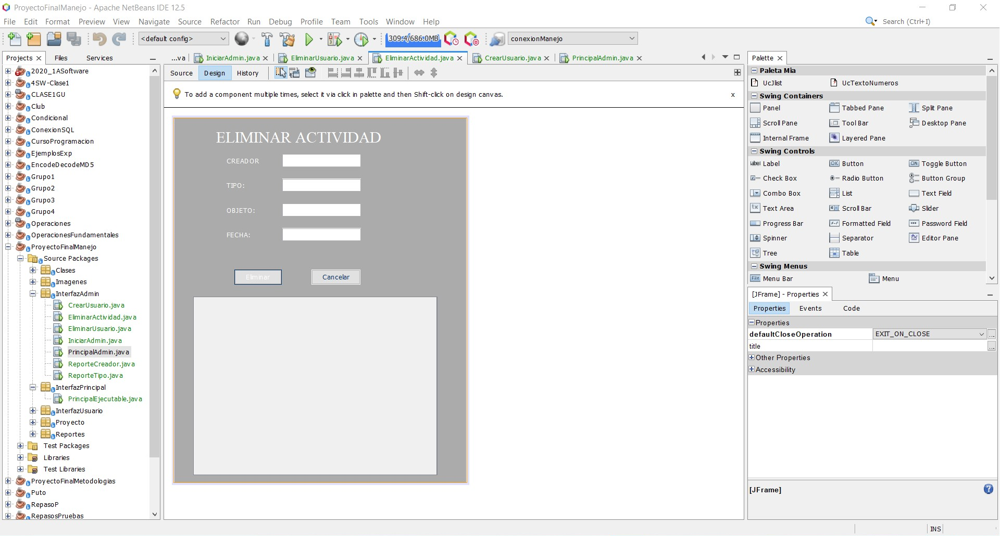 ProyectoFinalManejo - Apache NetBeans IDE 12.5
File Edit Format Preview View Navigate Source Refactor Run Debug Profile Team Tools Window Help
Search (Ctrl+I)
<default config>
309.4/686.0MB
conexionManejo
Projects Files Services
...va IniciarAdmin.java EliminarUsuario.java EliminarActividad.java CrearUsuario.java PrincipalAdmin.java
Source Design History
To add a component multiple times, select it via click in palette and then Shift-click on design canvas.
x
2020_1ASoftware
4SW-Clase1
CLASE1GU
Club
Condicional
ConexionSQL
CursoProgramacion
EjemplosExp
EncodeDecodeMD5
Grupo1
Grupo2
Grupo3
Grupo4
Operaciones
OperacionesFundamentales
ProyectoFinalManejo
Source Packages
Clases
Imagenes
InterfazAdmin
CrearUsuario.java
EliminarActividad.java
EliminarUsuario.java
IniciarAdmin.java
PrincipalAdmin.java
ReporteCreador.java
ReporteTipo.java
InterfazPrincipal
PrincipalEjecutable.java
InterfazUsuario
Proyecto
Reportes
Test Packages
Libraries
Test Libraries
ProyectoFinalMetodologias
Puto
RepasoP
RepasosPruebas
ELIMINAR ACTIVIDAD
CREADOR
TIPO:
OBJETO:
FECHA:
Eliminar Cancelar
Palette
Paleta Mia
UcJlist UcTextoNumeros
Swing Containers
Panel Tabbed Pane Split Pane
Scroll Pane Tool Bar Desktop Pane
Internal Frame Layered Pane
Swing Controls
Label Button Toggle Button
Check Box Radio Button Button Group
Combo Box List Text Field
Text Area Scroll Bar Slider
Progress Bar Formatted Field Password Field
Spinner Separator Editor Pane
Tree Table
Swing Menus
Menu Bar Menu
[JFrame] - Properties
Properties Events Code
Properties
defaultCloseOperation EXIT_ON_CLOSE ...
title ...
Other Properties
Accessibility
[JFrame]
INS